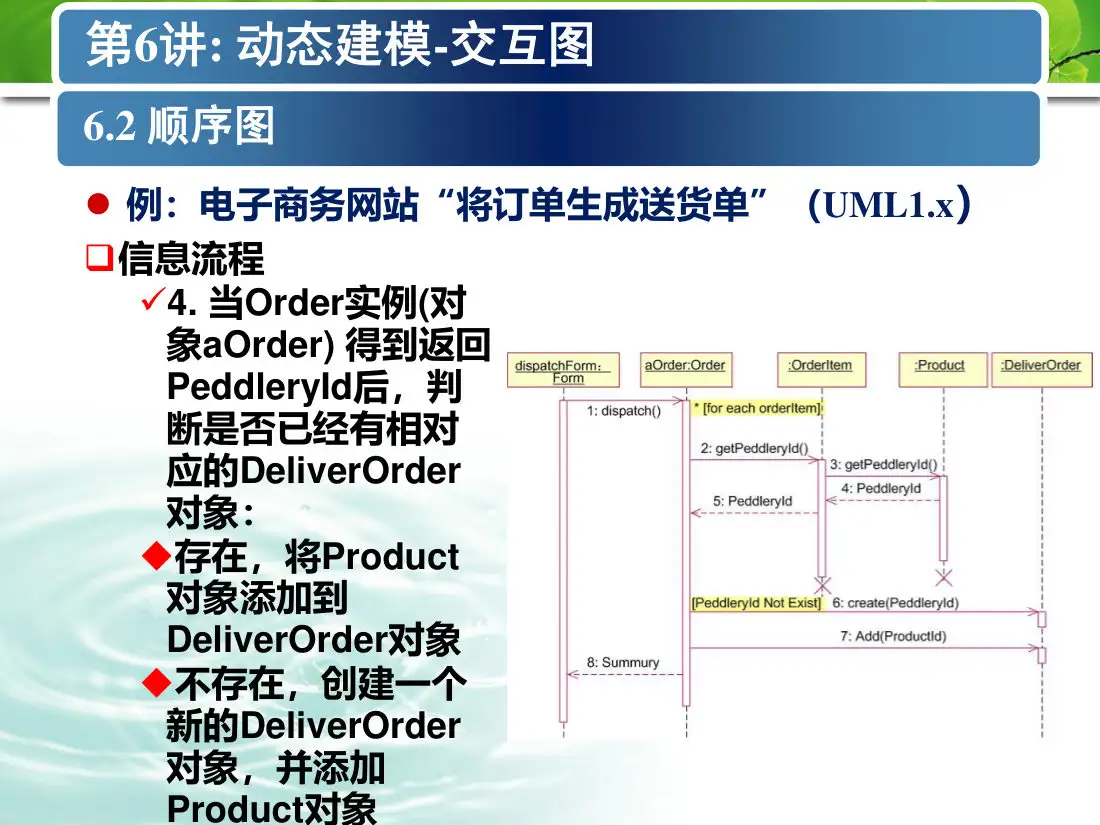 第6讲: 动态建模-交互图
6.2 顺序图
例：电子商务网站“将订单生成送货单”（UML1.x）
信息流程
4. 当Order实例(对
象aOrder) 得到返回
PeddleryId后，判
断是否已经有相对
应的DeliverOrder
对象：
存在，将Product
对象添加到
DeliverOrder对象
不存在，创建一个
新的DeliverOrder
对象，并添加
Product对象
dispatchForm：
Form
aOrder:Order
:OrderItem
:Product
:DeliverOrder
1: dispatch()
* [for each orderItem]
2: getPeddleryId()
3: getPeddleryId()
4: PeddleryId
5: PeddleryId
[PeddleryId Not Exist]
6: create(PeddleryId)
7: Add(ProductId)
8: Summury